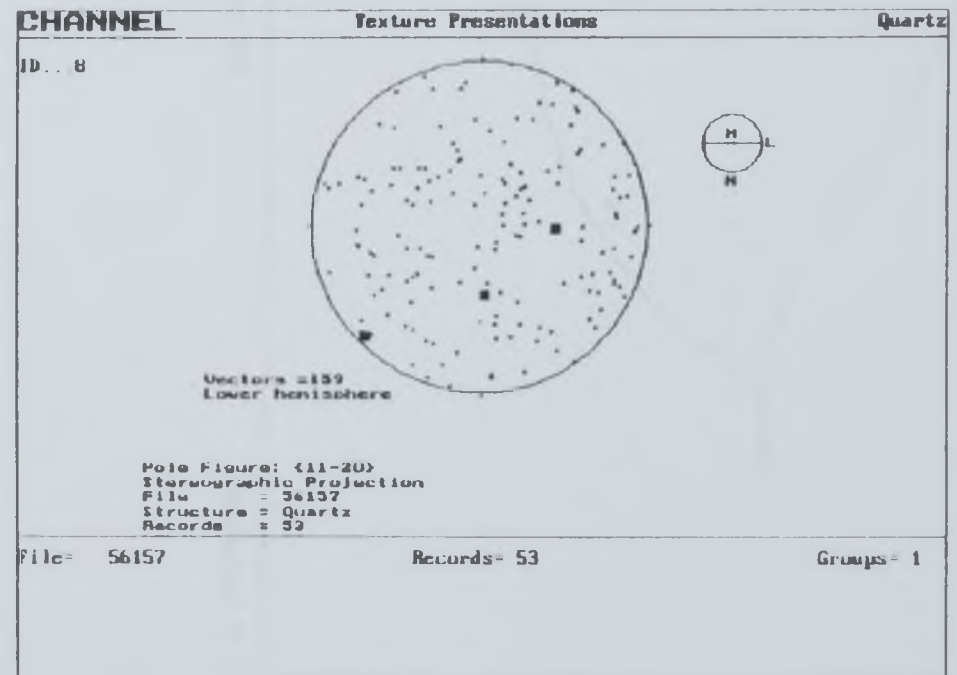 CHANNEL Texture Presentations Quartz
ID... 8
M
L
N
Vectors =159
Lower hemisphere
Pole Figure: {11-20}
Stereographic Projection
File = 56157
Structure = Quartz
Records = 53
File= 56157 Records= 53 Groups= 1